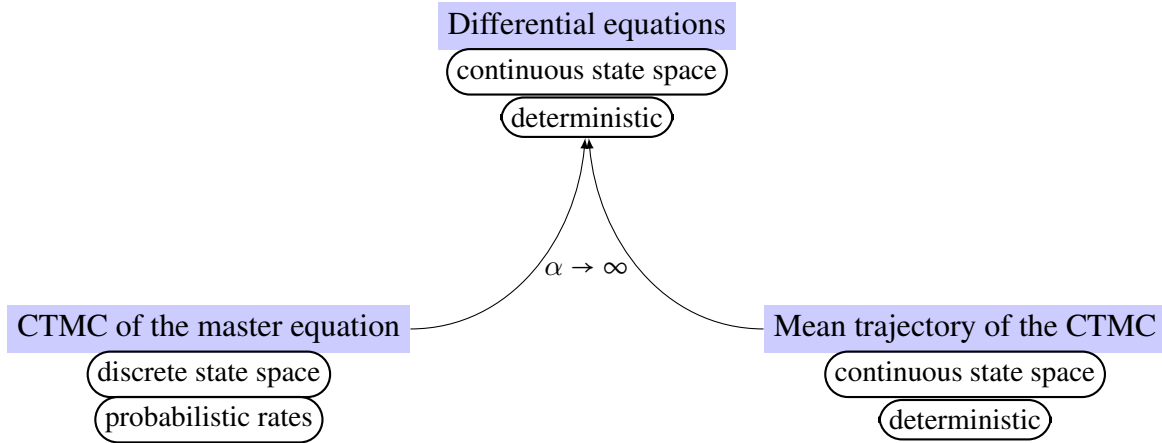 Differential equations
continuous state space
deterministic
α → ∞
CTMC of the master equation
discrete state space
probabilistic rates
Mean trajectory of the CTMC
continuous state space
deterministic